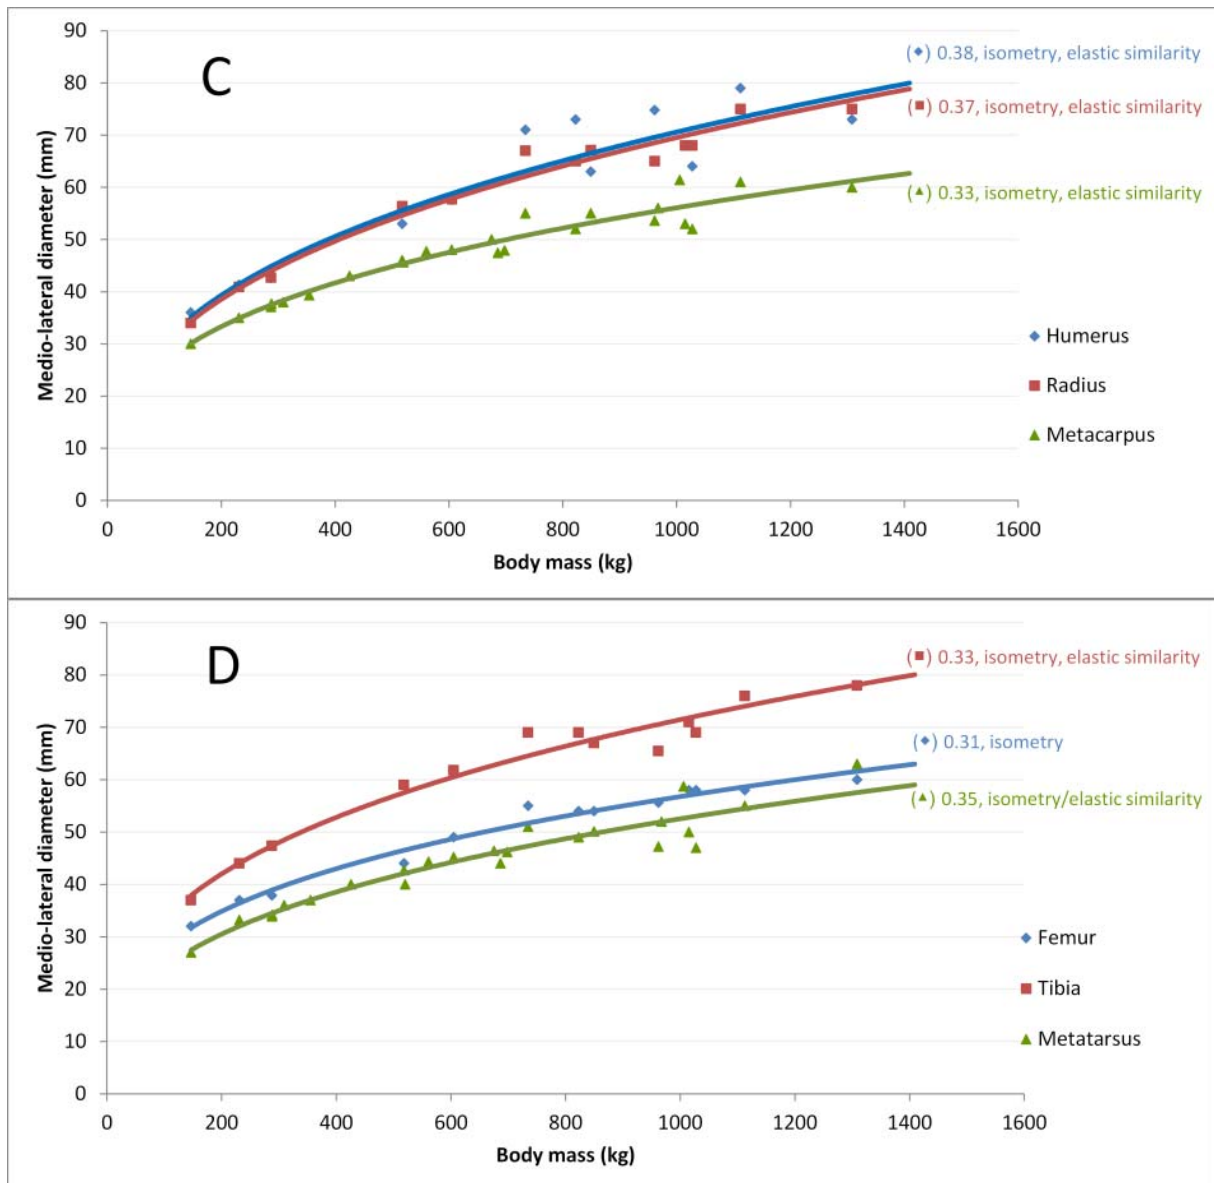 C
90
80
70
60
50
40
30
20
10
0
Medio-lateral diameter (mm)
(◆) 0.38, isometry, elastic similarity
(■) 0.37, isometry, elastic similarity
(▲) 0.33, isometry, elastic similarity
Humerus
Radius
Metacarpus
0 200 400 600 800 1000 1200 1400 1600
Body mass (kg)
D
90
80
70
60
50
40
30
20
10
0
Medio-lateral diameter (mm)
(■) 0.33, isometry, elastic similarity
(◆) 0.31, isometry
(▲) 0.35, isometry/elastic similarity
Femur
Tibia
Metatarsus
0 200 400 600 800 1000 1200 1400 1600
Body mass (kg)